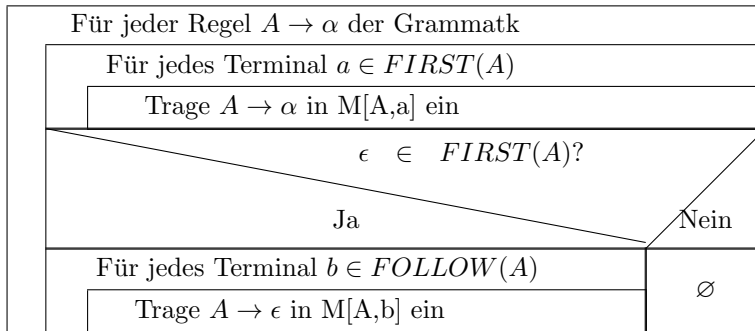 Für jeder Regel A → α der Grammatk
Für jedes Terminal a ∈ FIRST(A)
Trage A → α in M[A,a] ein
ϵ ∈ FIRST(A)?
Ja Nein
Für jedes Terminal b ∈ FOLLOW(A)
∅
Trage A → ϵ in M[A,b] ein